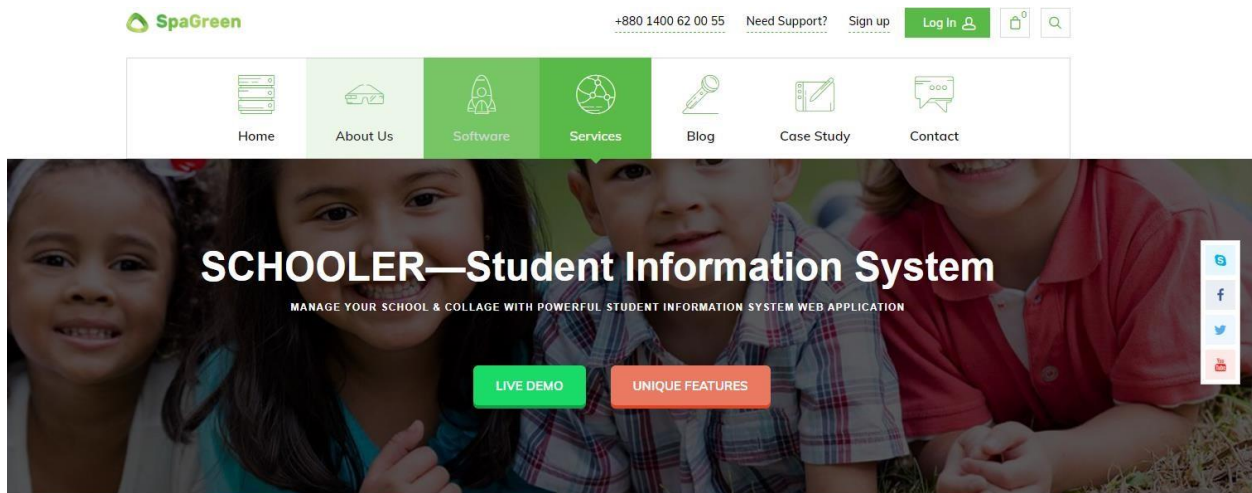 SpaGreen
+880 1400 62 00 55 Need Support? Sign up Log In 0
Home About Us Software Services Blog Case Study Contact
SCHOOLER—Student Information System
MANAGE YOUR SCHOOL & COLLAGE WITH POWERFUL STUDENT INFORMATION SYSTEM WEB APPLICATION
LIVE DEMO UNIQUE FEATURES
You
Tube